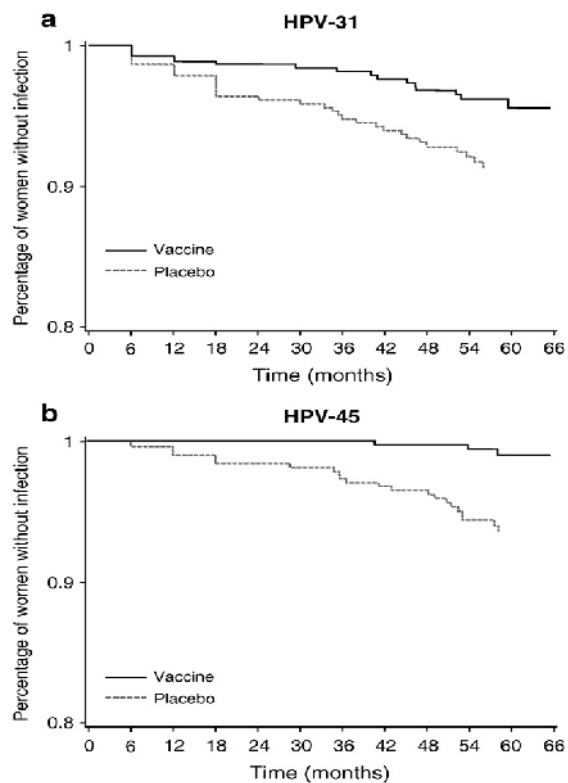 a
HPV-31
Percentage of women without infection
1
0.9
0.8
Vaccine
Placebo
0 6 12 18 24 30 36 42 48 54 60 66
Time (months)
b
HPV-45
Percentage of women without infection
1
0.9
0.8
Vaccine
Placebo
0 6 12 18 24 30 36 42 48 54 60 66
Time (months)